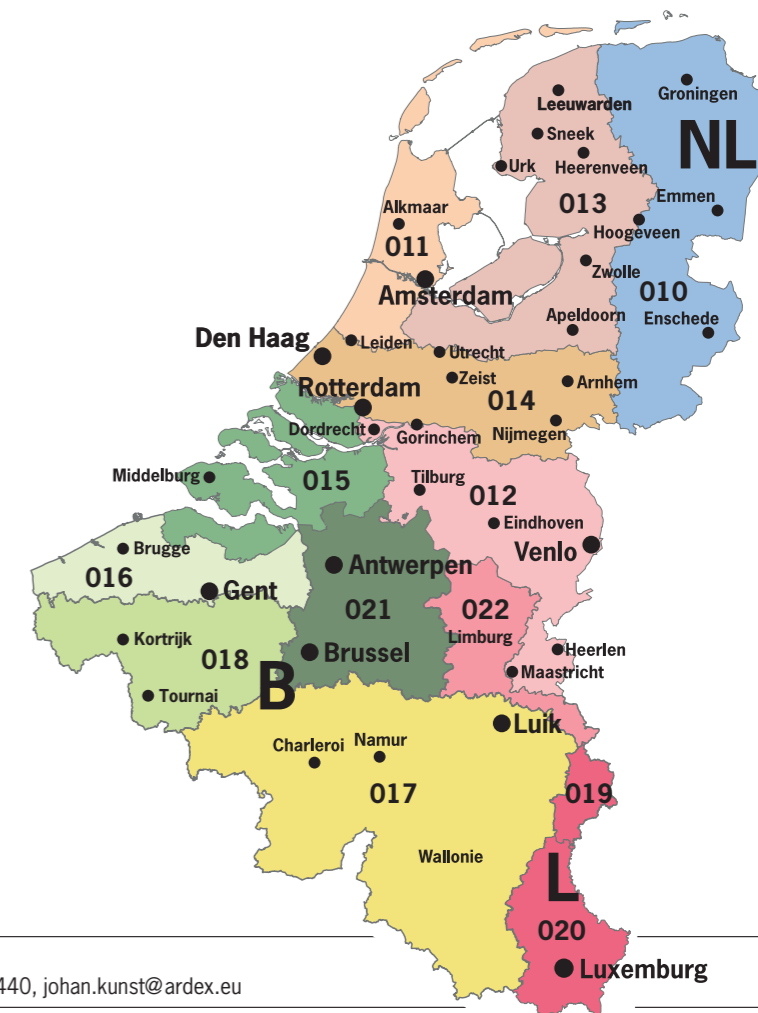 Groningen
Leeuwarden
NL
Sneek
Heerenveen
Urk
Emmen
013
Alkmaar
Hoogeveen
011
Zwolle
Amsterdam
010
Apeldoorn
Enschede
Den Haag
Leiden
Utrecht
Zeist
Arnhem
Rotterdam
014
Dordrecht
Gorinchem
Nijmegen
Middelburg
015
Tilburg
012
Eindhoven
Brugge
Venlo
016
Antwerpen
Gent
021
022
Kortrijk
Limburg
018
Brussel
Heerlen
B
Maastricht
Tournai
Luik
Charleroi
Namur
017
019
Wallonie
L
020
Luxemburg
440, johan.kunst@ardex.eu